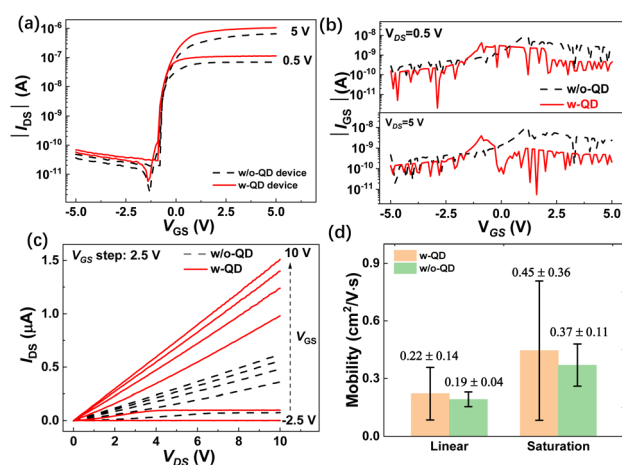 (a)
10⁻⁵
10⁻⁶
10⁻⁷
10⁻⁸
10⁻⁹
10⁻¹⁰
10⁻¹¹
|I_DS| (A)
5 V
0.5 V
w/o-QD device
w-QD device
-5.0 -2.5 0.0 2.5 5.0
V_GS (V)
(b)
V_DS=0.5 V
w/o-QD
w-QD
10⁻⁸
10⁻⁹
10⁻¹⁰
10⁻¹¹
V_DS=5 V
10⁻⁸
10⁻⁹
10⁻¹⁰
10⁻¹¹
|I_GS| (A)
-5.0 -2.5 0.0 2.5 5.0
V_GS (V)
(c)
V_GS step: 2.5 V
w/o-QD
w-QD
10 V
V_GS
-2.5 V
1.5
1.0
0.5
0.0
I_DS (μA)
0 2 4 6 8 10
V_DS (V)
(d)
w-QD
w/o-QD
0.9
0.6
0.3
0.0
Mobility (cm²/V·s)
0.22 ± 0.14
0.19 ± 0.04
0.45 ± 0.36
0.37 ± 0.11
Linear Saturation